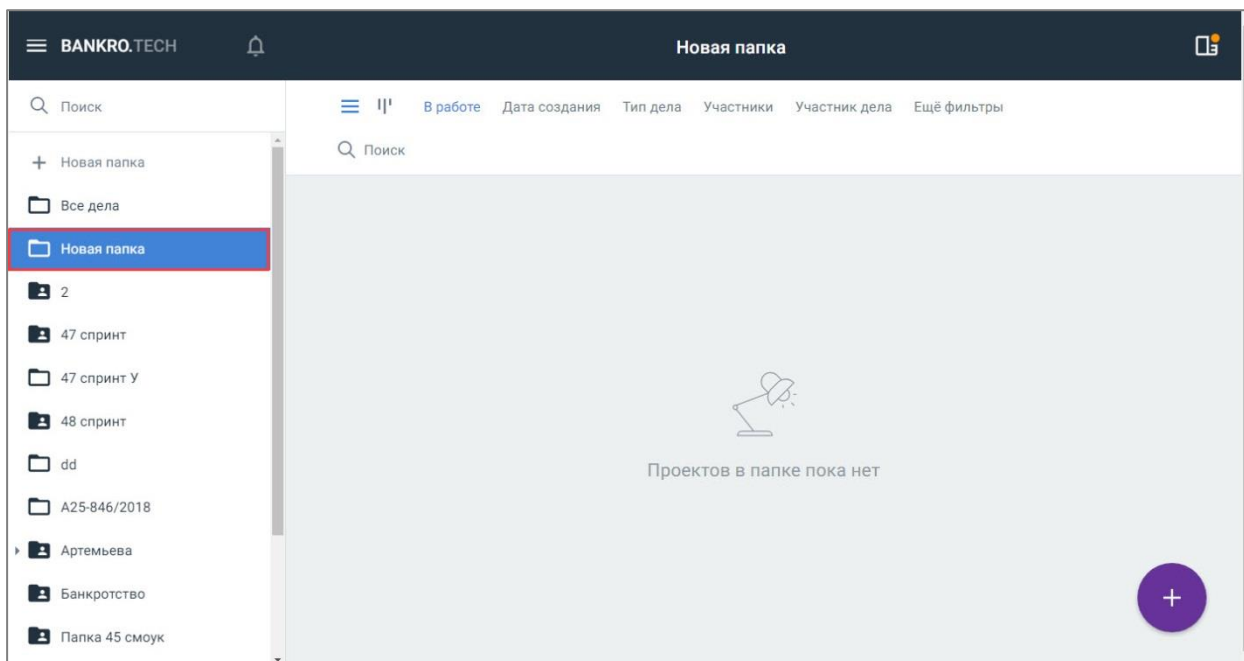 BANKRO.TECH
Новая папка
Поиск
В работе Дата создания Тип дела Участники Участник дела Ещё фильтры
Поиск
Новая папка
Все дела
Новая папка
2
47 спринт
47 спринт У
48 спринт
dd
А25-846/2018
Артемьева
Банкротство
Папка 45 смоук
Проектов в папке пока нет